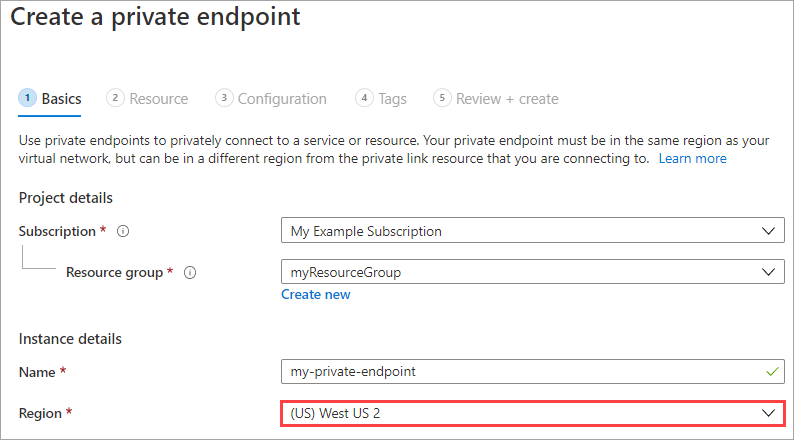 Create a private endpoint
1 Basics 2 Resource 3 Configuration 4 Tags 5 Review + create
Use private endpoints to privately connect to a service or resource. Your private endpoint must be in the same region as your
virtual network, but can be in a different region from the private link resource that you are connecting to. Learn more
Project details
Subscription * My Example Subscription
Resource group * myResourceGroup
Create new
Instance details
Name * my-private-endpoint
Region * (US) West US 2